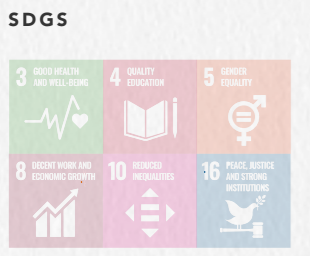 SDGS
3 GOOD HEALTH
AND WELL-BEING
4 QUALITY
EDUCATION
5 GENDER
EQUALITY
8 DECENT WORK AND
ECONOMIC GROWTH
10 REDUCED
INEQUALITIES
16 PEACE, JUSTICE
AND STRONG
INSTITUTIONS